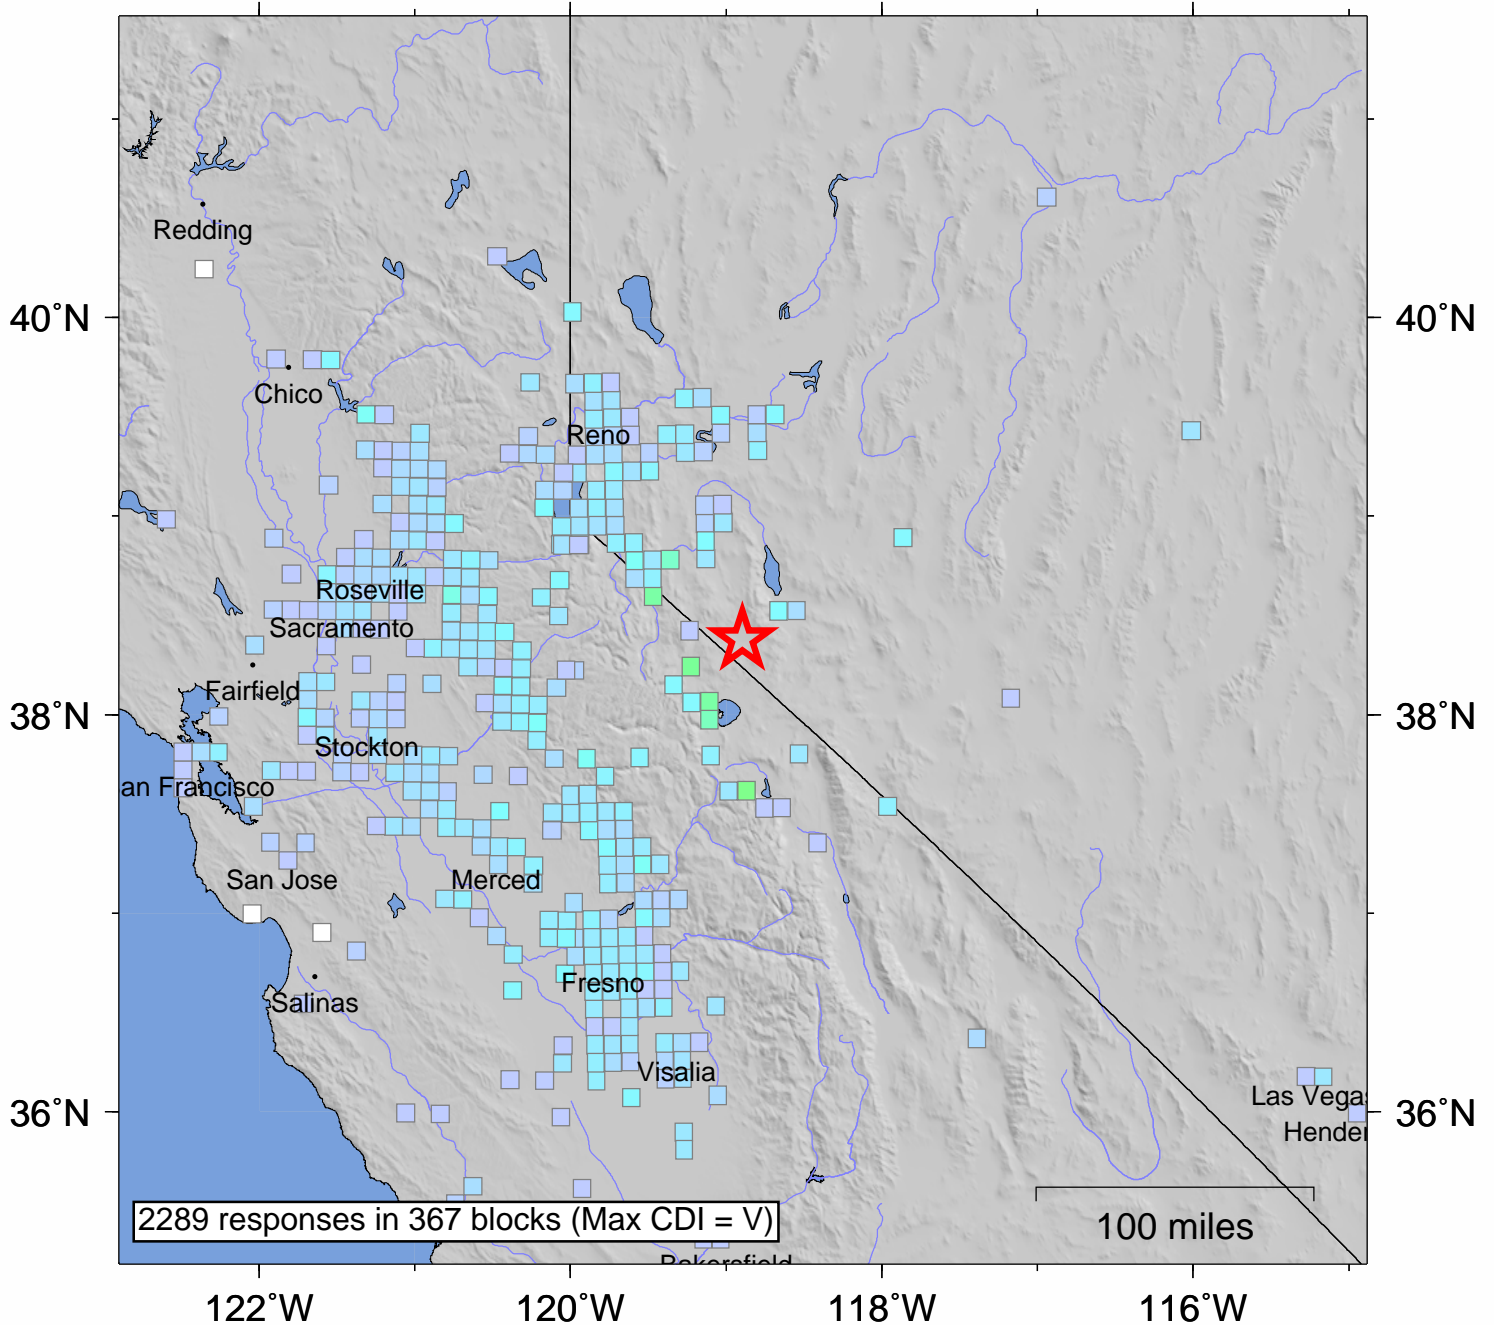 Redding
40°N
40°N
Chico
Reno
Roseville
Sacramento
Fairfield
38°N
38°N
Stockton
an Francisco
San Jose
Merced
Fresno
Salinas
Visalia
36°N
36°N
Las Vegas
Hender
2289 responses in 367 blocks (Max CDI = V)
100 miles
Bakersfield
122°W
120°W
118°W
116°W